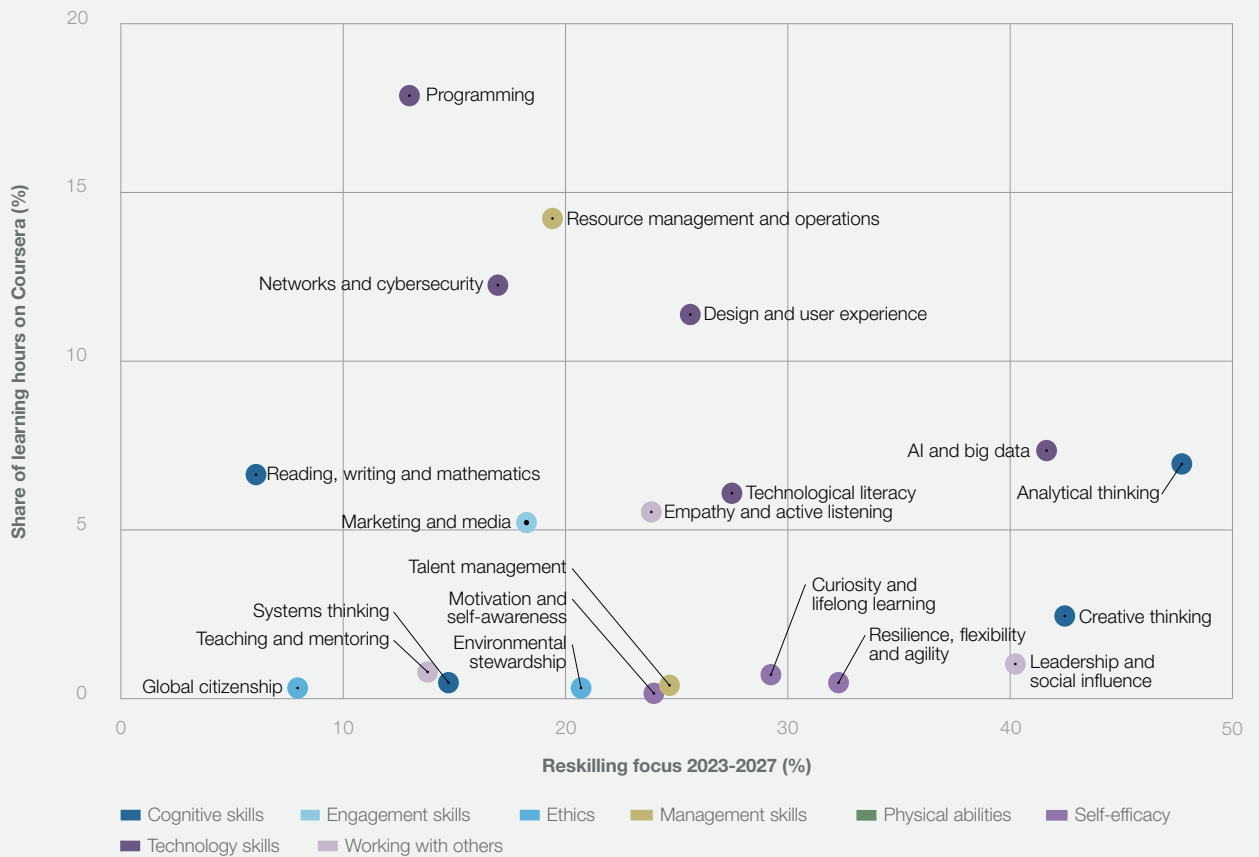 20
Programming
15
Resource management and operations
Networks and cybersecurity
Design and user experience
10
AI and big data
Reading, writing and mathematics
Analytical thinking
Technological literacy
Empathy and active listening
Marketing and media
5
Talent management
Curiosity and
lifelong learning
Motivation and
self-awareness
Systems thinking
Creative thinking
Teaching and mentoring
Environmental
stewardship
Resilience, flexibility
and agility
Leadership and
social influence
Global citizenship
0
Share of learning hours on Coursera (%)
0 10 20 30 40 50
Reskilling focus 2023-2027 (%)
Cognitive skills Engagement skills Ethics Management skills Physical abilities Self-efficacy
Technology skills Working with others